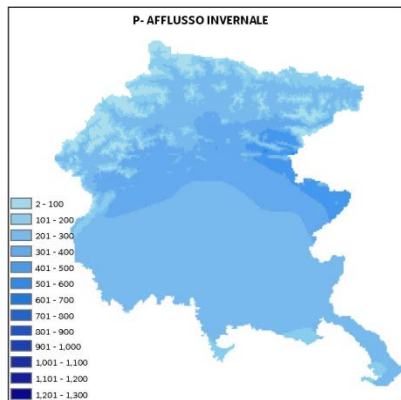 P- AFFLUSSO INVERNALE
2 - 100
101 - 200
201 - 300
301 - 400
401 - 500
501 - 600
601 - 700
701 - 800
801 - 900
901 - 1,000
1,001 - 1,100
1,101 - 1,200
1,201 - 1,300